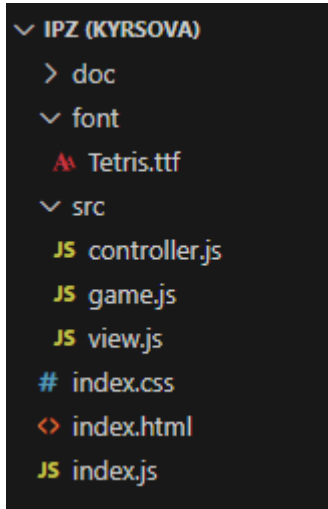 IPZ (KYRSOVA)
doc
font
Tetris.ttf
src
JS controller.js
JS game.js
JS view.js
# index.css
<> index.html
JS index.js